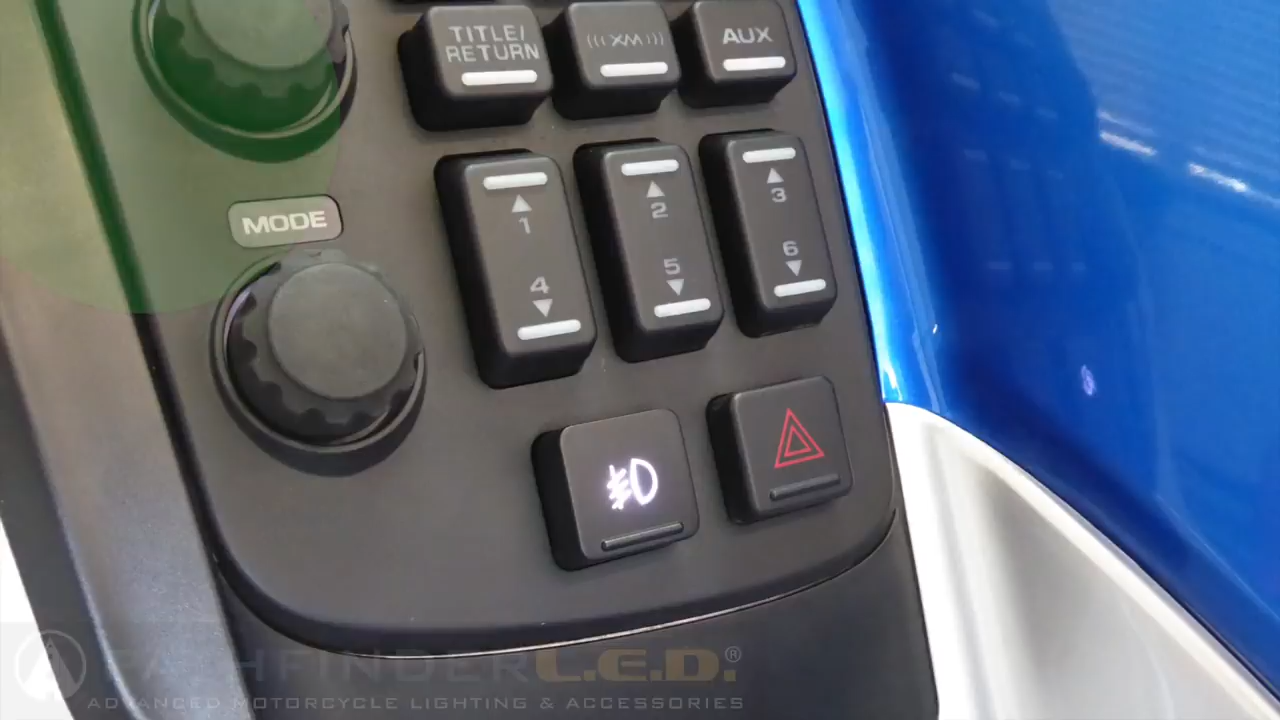 TITLE/
RETURN
XM
AUX
1
2
3
MODE
4
5
6
PATHFINDER L.E.D.®
ADVANCED MOTORCYCLE LIGHTING & ACCESSORIES